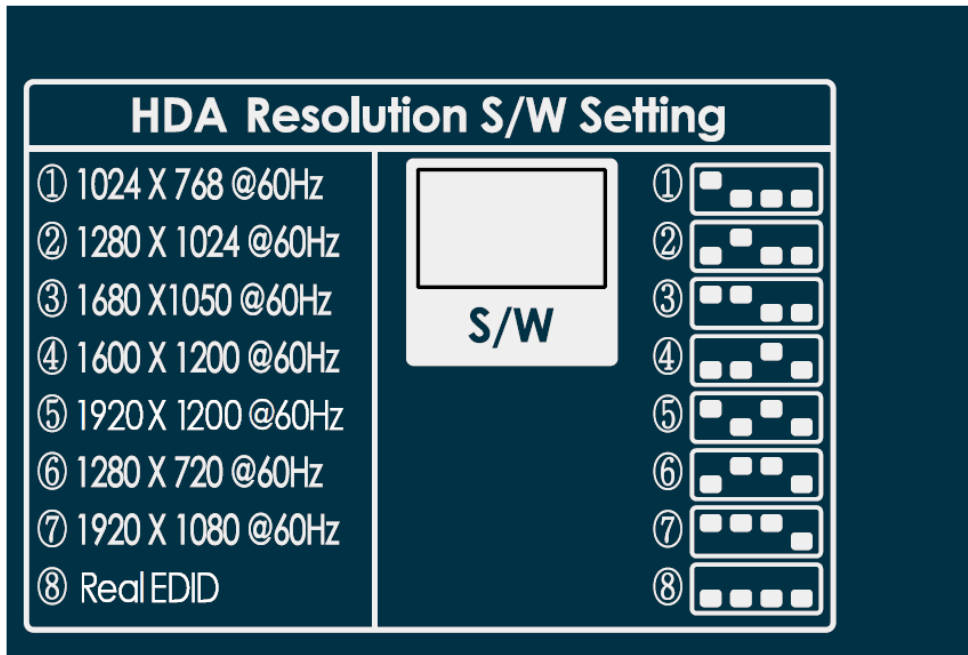 HDA Resolution S/W Setting
① 1024 X 768 @60Hz
② 1280 X 1024 @60Hz
③ 1680 X1050 @60Hz
④ 1600 X 1200 @60Hz
⑤ 1920 X 1200 @60Hz
⑥ 1280 X 720 @60Hz
⑦ 1920 X 1080 @60Hz
⑧ Real EDID
S/W
①
②
③
④
⑤
⑥
⑦
⑧